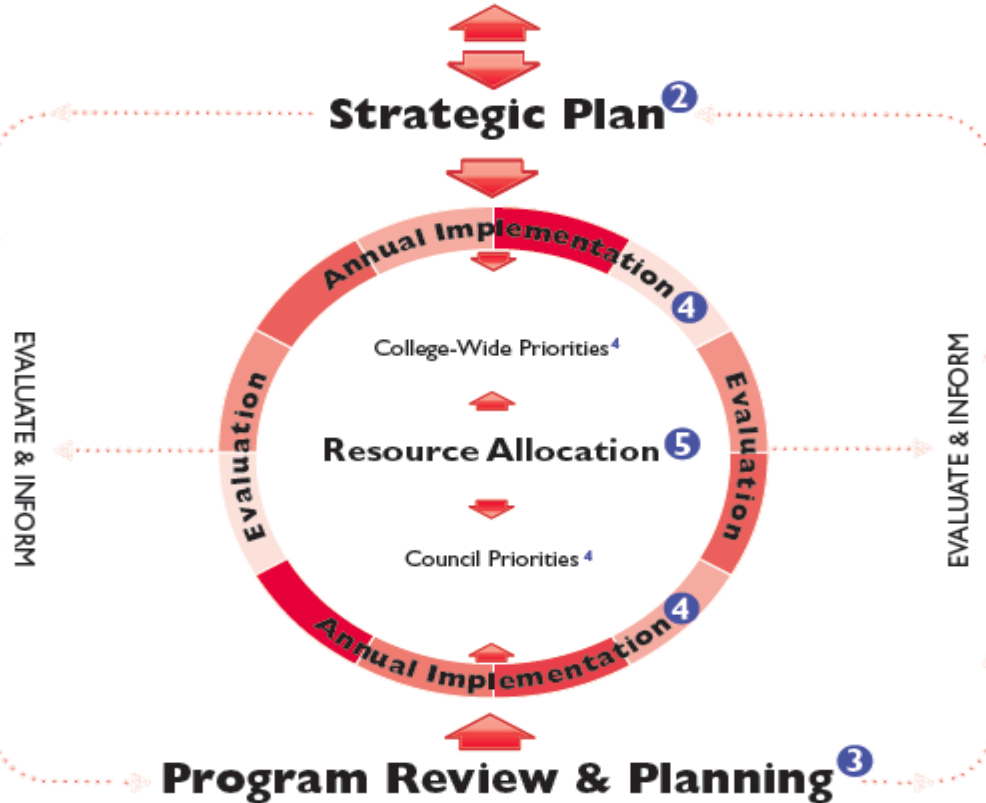 Strategic Plan 2
Annual Implementation 4
College-Wide Priorities 4
EVALUATE & INFORM
Evaluation
Resource Allocation 5
Evaluation
EVALUATE & INFORM
Council Priorities 4
Annual Implementation 4
Program Review & Planning 3